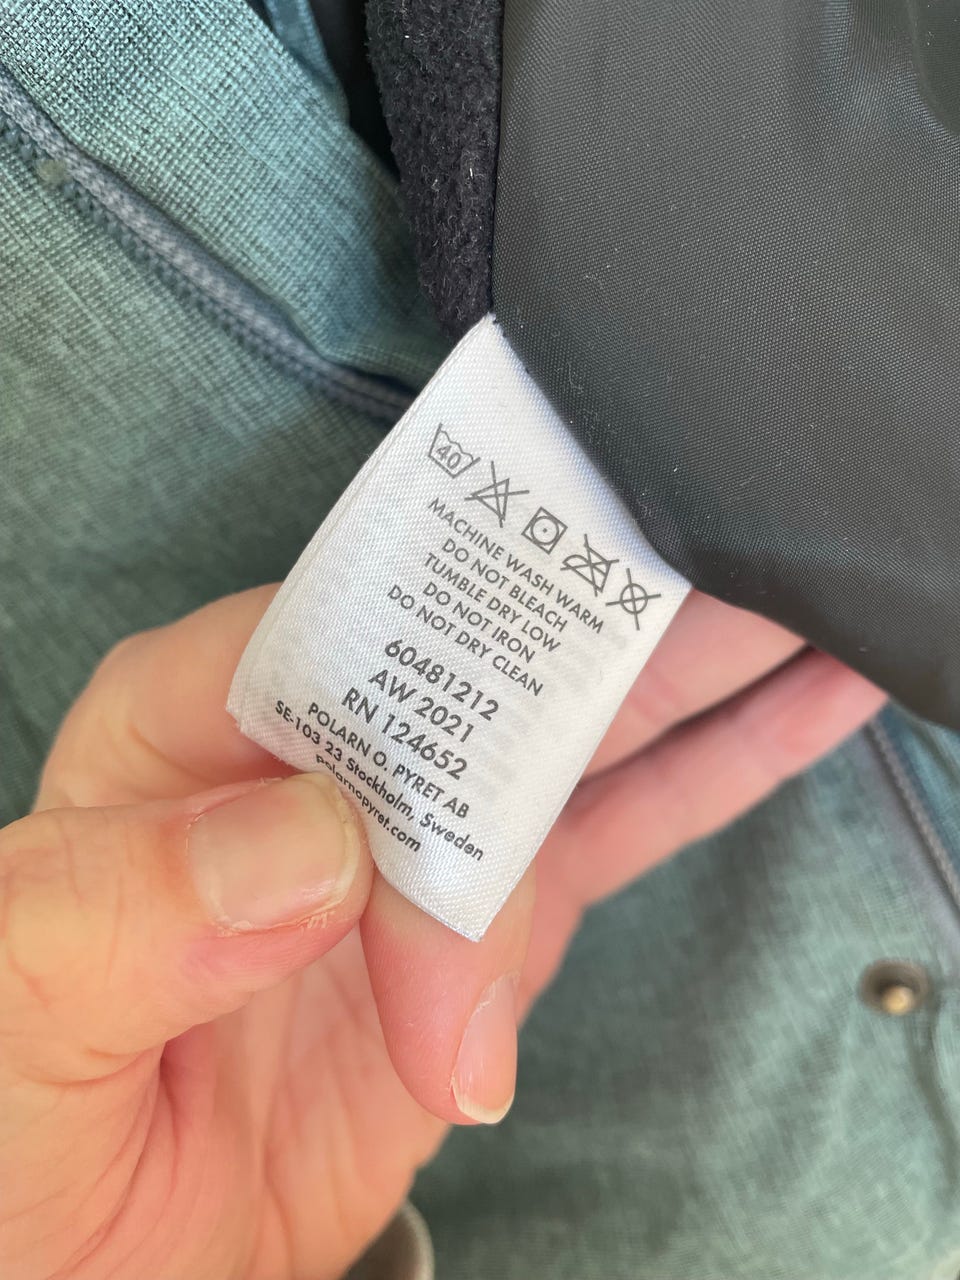 40
MACHINE WASH WARM
DO NOT BLEACH
TUMBLE DRY LOW
DO NOT IRON
DO NOT DRY CLEAN
60481212
AW 2021
RN 124652
POLARN O. PYRET AB
SE-103 23 Stockholm, Sweden
polarnopyret.com